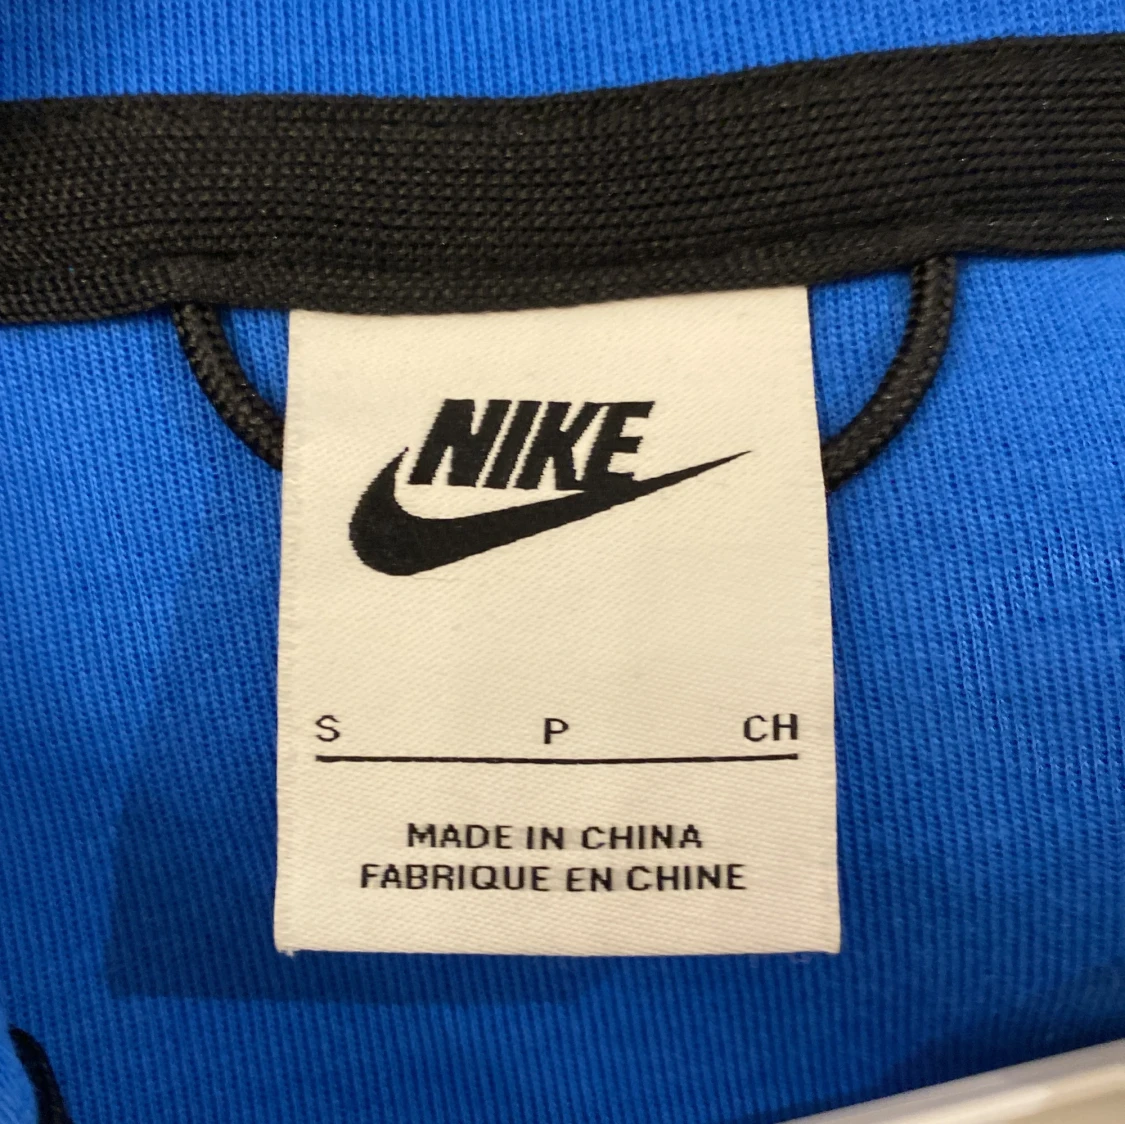 NIKE
S P CH
MADE IN CHINA
FABRIQUE EN CHINE